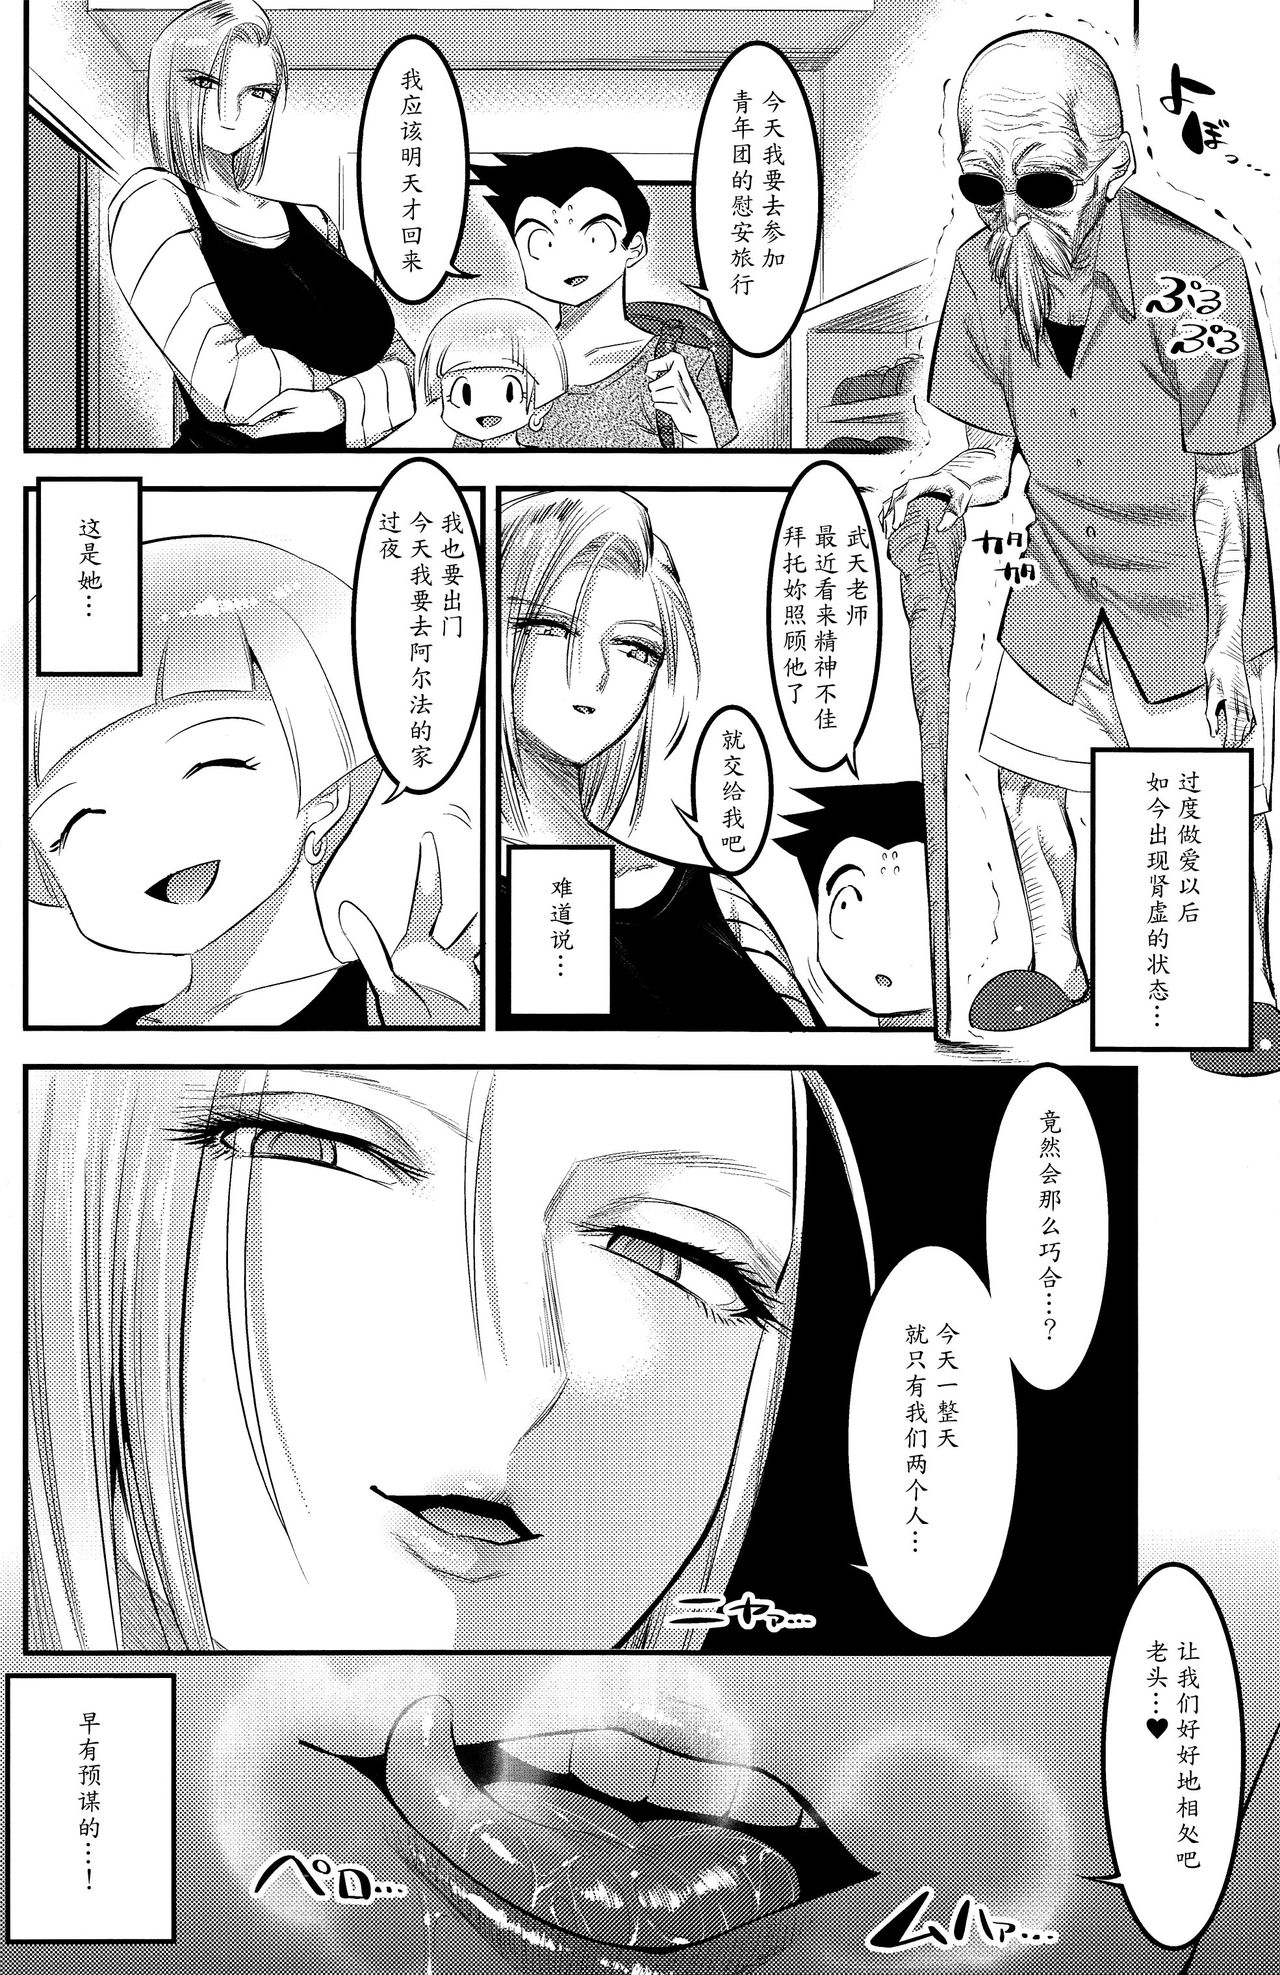 よぼっ…
ぷるぷる
ガタガタ
今天我要去参加
青年团的慰安旅行
我应该明天才回来
过度做爱以后
如今出现肾虚的状态…
武天老师
最近看来精神不佳
拜托妳照顾他了
就交给我吧
难道说…
我也要出门
今天我要去阿尔法的家
过夜
这是她…
竟然会那么巧合…?
今天一整天
就只有我们两个人…
ニヤァ…
让我们好好地相处吧
老头…♥
ムハァ…
ペロ…
早有预谋的…!